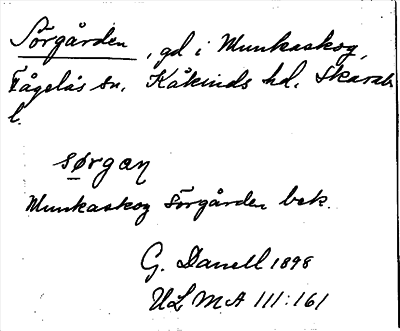 Sörgården, gd i Munkaskog,
Fågelås sn. Kåkinds hd. Skarab.
l.
sørgan
Munkaskog Sörgården bek.
G. Danell 1898
ULMA 111:161